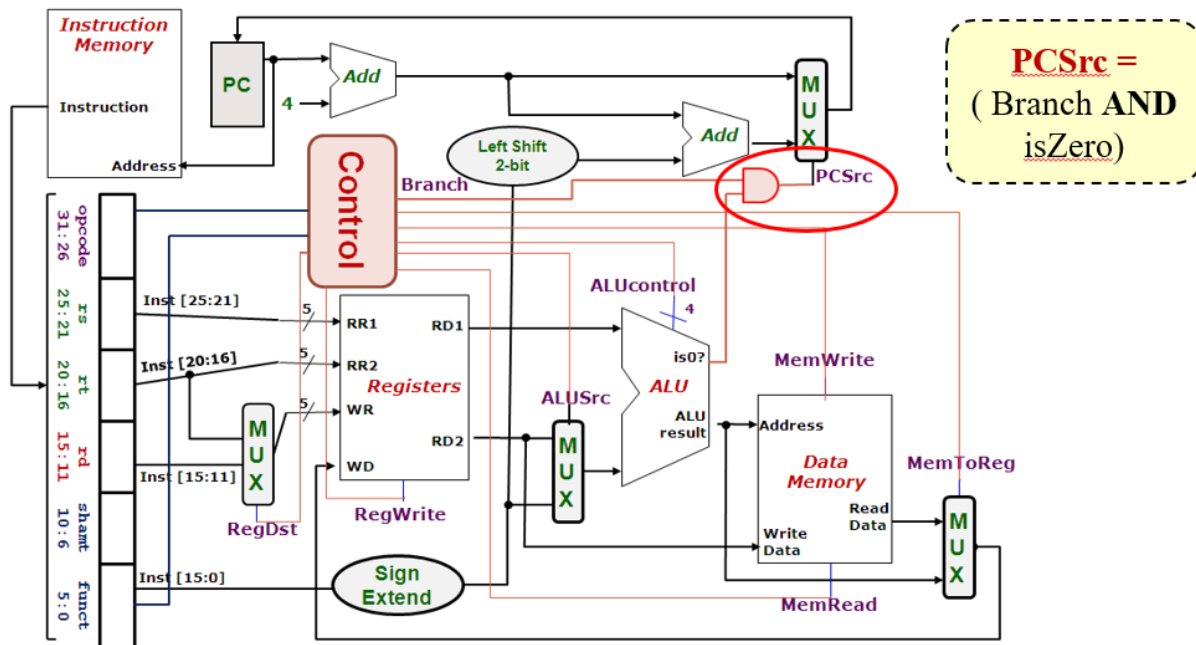 Instruction
Memory
Instruction
Address
PC
4
Add
Left Shift
2-bit
Add
M
U
X
PCSrc
PCSrc =
( Branch AND
isZero)
Control
Branch
opcode
31:26
rs
25:21
rt
20:16
rd
15:11
shamt
10:6
funct
5:0
Inst [25:21]
5
Inst [20:16]
5
5
M
U
X
Inst [15:11]
RegDst
RR1
RR2
WR
WD
Registers
RD1
RD2
RegWrite
Inst [15:0]
Sign
Extend
ALUSrc
M
U
X
ALUcontrol
4
is0?
ALU
ALU
result
MemWrite
Address
Data
Memory
Read
Data
Write
Data
MemRead
MemToReg
M
U
X